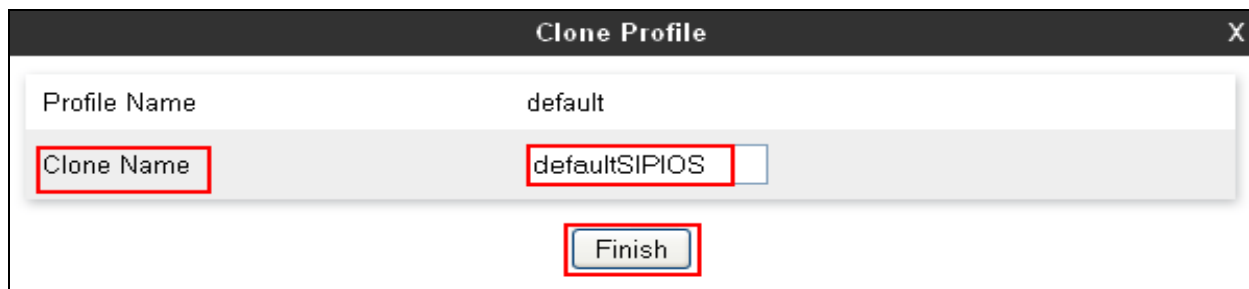 Clone Profile X
Profile Name default
Clone Name defaultSIPIOS
Finish